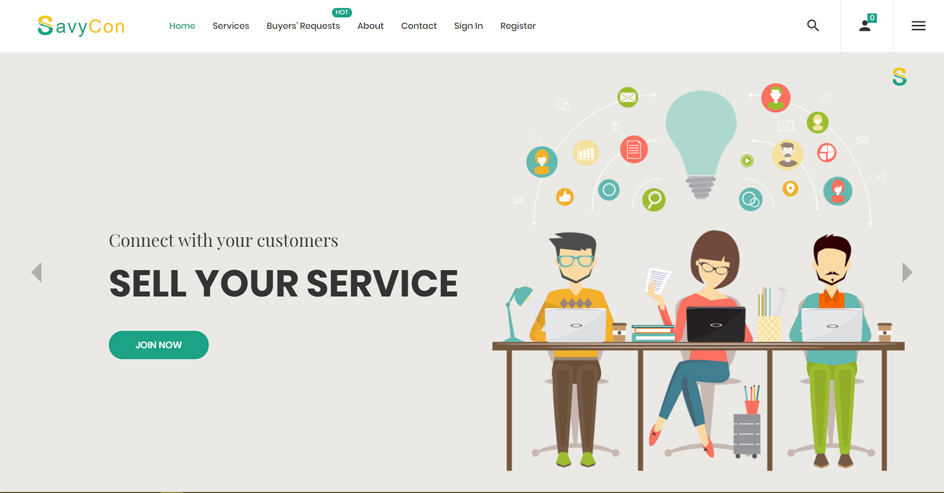 SavyCon
Home Services Buyers' Requests HOT About Contact Sign In Register
0
S
Connect with your customers
SELL YOUR SERVICE
JOIN NOW